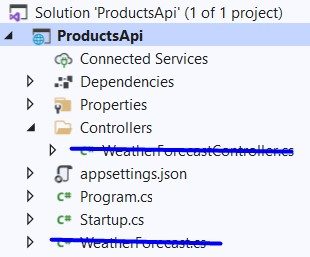 Solution 'ProductsApi' (1 of 1 project)
ProductsApi
Connected Services
Dependencies
Properties
Controllers
C# WeatherForecastController.cs
appsettings.json
C# Program.cs
C# Startup.cs
C# WeatherForecast.cs